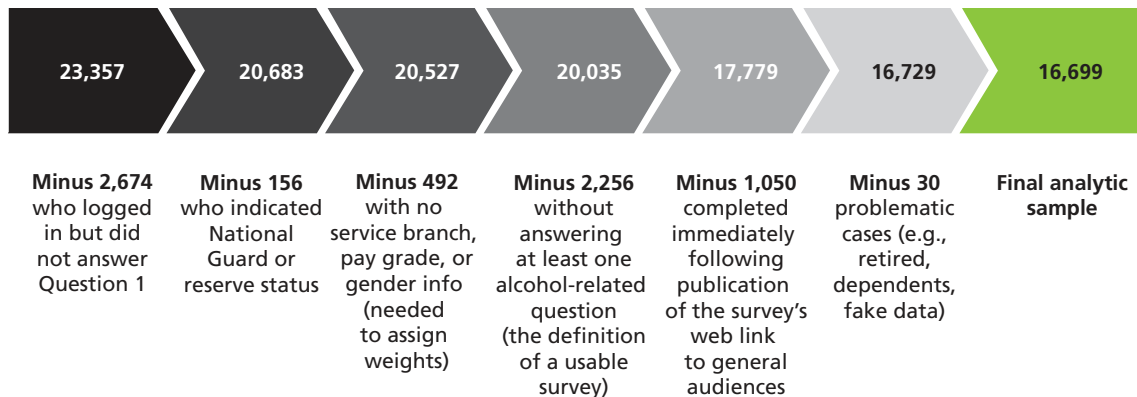 23,357
20,683
20,527
20,035
17,779
16,729
16,699
Minus 2,674
who logged
in but did
not answer
Question 1
Minus 156
who indicated
National
Guard or
reserve status
Minus 492
with no
service branch,
pay grade, or
gender info
(needed
to assign
weights)
Minus 2,256
without
answering
at least one
alcohol-related
question
(the definition
of a usable
survey)
Minus 1,050
completed
immediately
following
publication
of the survey’s
web link
to general
audiences
Minus 30
problematic
cases (e.g.,
retired,
dependents,
fake data)
Final analytic
sample